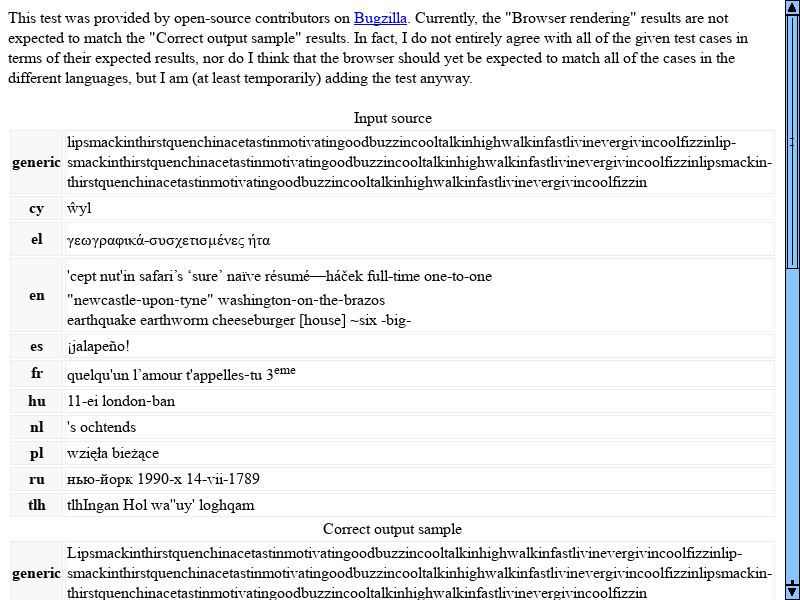 This test was provided by open-source contributors on Bugzilla. Currently, the "Browser rendering" results are not
expected to match the "Correct output sample" results. In fact, I do not entirely agree with all of the given test cases in
terms of their expected results, nor do I think that the browser should yet be expected to match all of the cases in the
different languages, but I am (at least temporarily) adding the test anyway.
Input source
lipsmackinthirstquenchinacetastinmotivatingoodbuzzincooltalkinhighwalkinfastlivinevergivincoolfizzinlip-
generic smackinthirstquenchinacetastinmotivatingoodbuzzincooltalkinhighwalkinfastlivinevergivincoolfizzinlipsmackin-
thirstquenchinacetastinmotivatingoodbuzzincooltalkinhighwalkinfastlivinevergivincoolfizzin
cy ŵyl
el γεωγραφικά-συσχετισμένες ήτα
'cept nut'in safari’s ‘sure’ naïve résumé—háček full-time one-to-one
en "newcastle-upon-tyne" washington-on-the-brazos
earthquake earthworm cheeseburger [house] ~six -big-
es ¡jalapeño!
fr quelqu'un l’amour t'appelles-tu 3eme
hu 11-ei london-ban
nl 's ochtends
pl wzięła bieżące
ru нью-йорк 1990-х 14-vii-1789
tlh tlhIngan Hol wa''uy' loghqam
Correct output sample
Lipsmackinthirstquenchinacetastinmotivatingoodbuzzincooltalkinhighwalkinfastlivinevergivincoolfizzinlip-
generic smackinthirstquenchinacetastinmotivatingoodbuzzincooltalkinhighwalkinfastlivinevergivincoolfizzinlipsmackin-
thirstquenchinacetastinmotivatingoodbuzzincooltalkinhighwalkinfastlivinevergivincoolfizzin